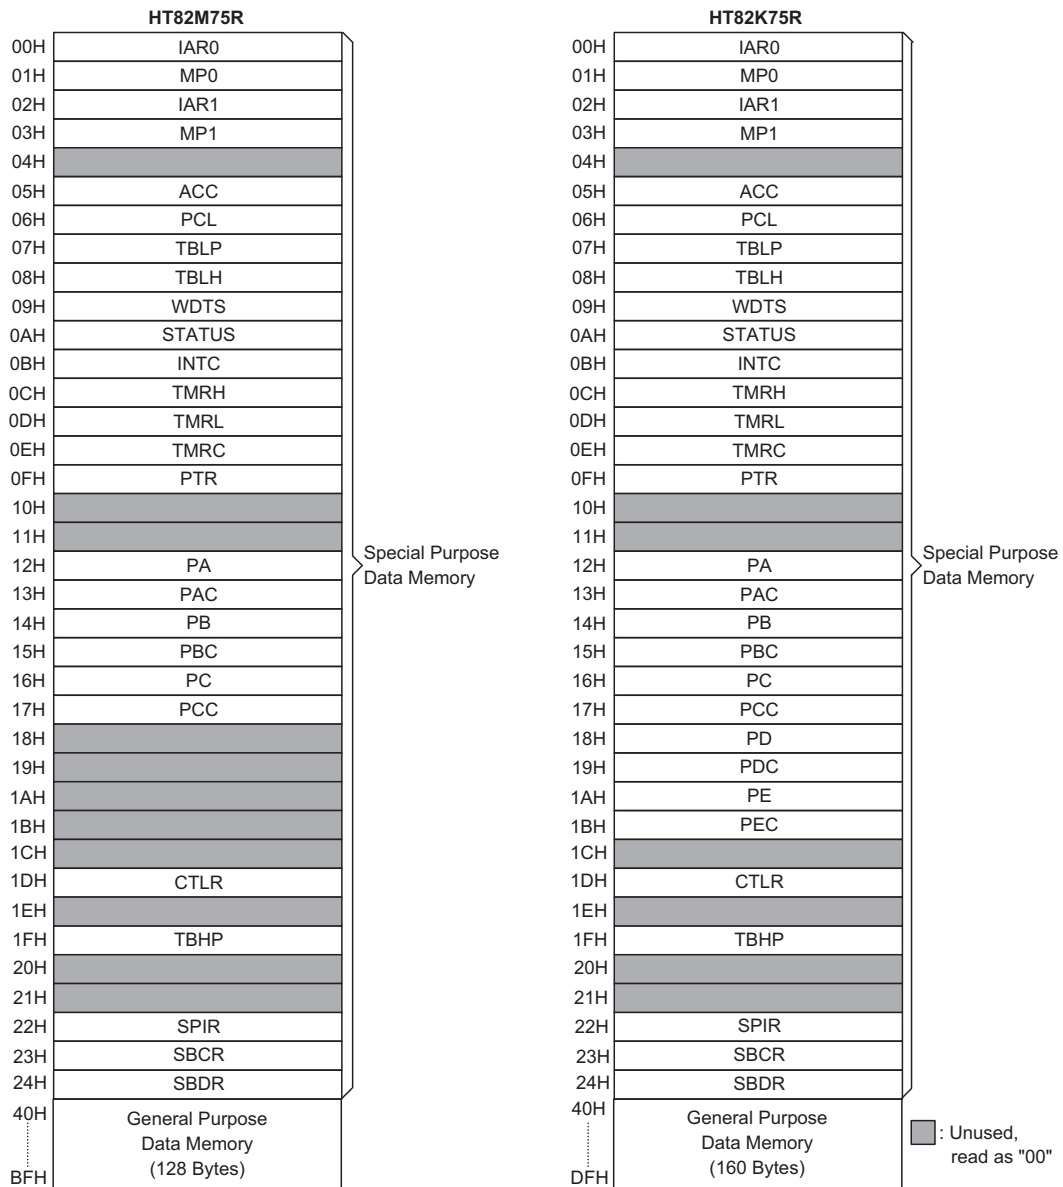 HT82M75R
00H IAR0
01H MP0
02H IAR1
03H MP1
04H
05H ACC
06H PCL
07H TBLP
08H TBLH
09H WDTS
0AH STATUS
0BH INTC
0CH TMRH
0DH TMRL
0EH TMRC
0FH PTR
10H
11H
12H PA
13H PAC
14H PB
15H PBC
16H PC
17H PCC
18H
19H
1AH
1BH
1CH
1DH CTLR
1EH
1FH TBHP
20H
21H
22H SPIR
23H SBCR
24H SBDR
40H
BFH
General Purpose
Data Memory
(128 Bytes)
Special Purpose
Data Memory
HT82K75R
00H IAR0
01H MP0
02H IAR1
03H MP1
04H
05H ACC
06H PCL
07H TBLP
08H TBLH
09H WDTS
0AH STATUS
0BH INTC
0CH TMRH
0DH TMRL
0EH TMRC
0FH PTR
10H
11H
12H PA
13H PAC
14H PB
15H PBC
16H PC
17H PCC
18H PD
19H PDC
1AH PE
1BH PEC
1CH
1DH CTLR
1EH
1FH TBHP
20H
21H
22H SPIR
23H SBCR
24H SBDR
40H
DFH
General Purpose
Data Memory
(160 Bytes)
Special Purpose
Data Memory
: Unused,
read as "00"